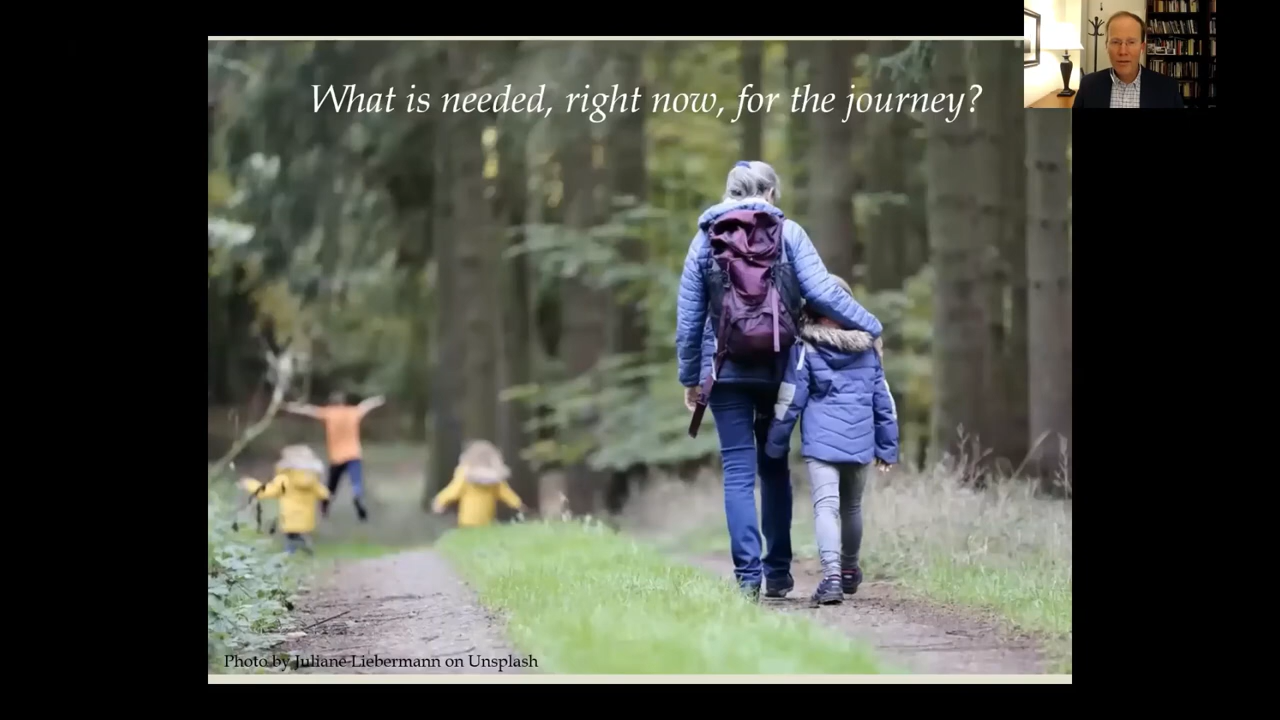 What is needed, right now, for the journey?
Photo by Juliane Liebermann on Unsplash